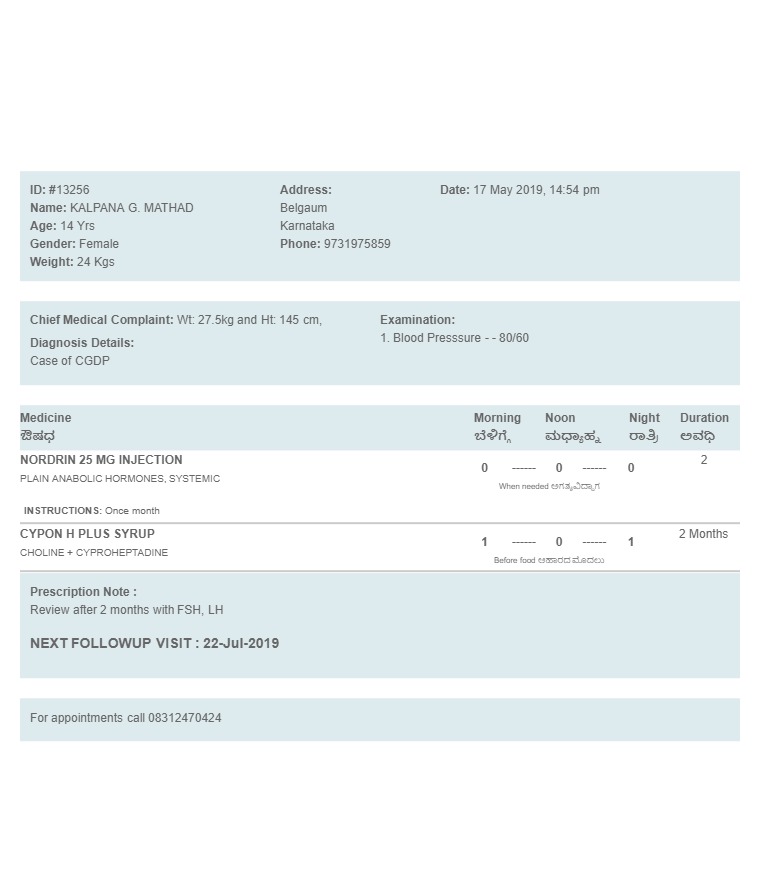 ID: #13256
Name: KALPANA G. MATHAD
Age: 14 Yrs
Gender: Female
Weight: 24 Kgs
Address:
Belgaum
Karnataka
Phone: 9731975859
Date: 17 May 2019, 14:54 pm
Chief Medical Complaint: Wt: 27.5kg and Ht: 145 cm,
Diagnosis Details:
Case of CGDP
Examination:
1. Blood Presssure - - 80/60
Medicine Morning Noon Night Duration
ಔಷಧ ಬೆಳಿಗ್ಗೆ ಮಧ್ಯಾಹ್ನ ರಾತ್ರಿ ಅವಧಿ
NORDRIN 25 MG INJECTION 2
0 ------ 0 ------ 0
PLAIN ANABOLIC HORMONES, SYSTEMIC
When needed ಅಗತ್ಯವಿದ್ದಾಗ
INSTRUCTIONS: Once month
CYPON H PLUS SYRUP 2 Months
1 ------ 0 ------ 1
CHOLINE + CYPROHEPTADINE
Before food ಆಹಾರದ ಮೊದಲು
Prescription Note :
Review after 2 months with FSH, LH
NEXT FOLLOWUP VISIT : 22-Jul-2019
For appointments call 08312470424